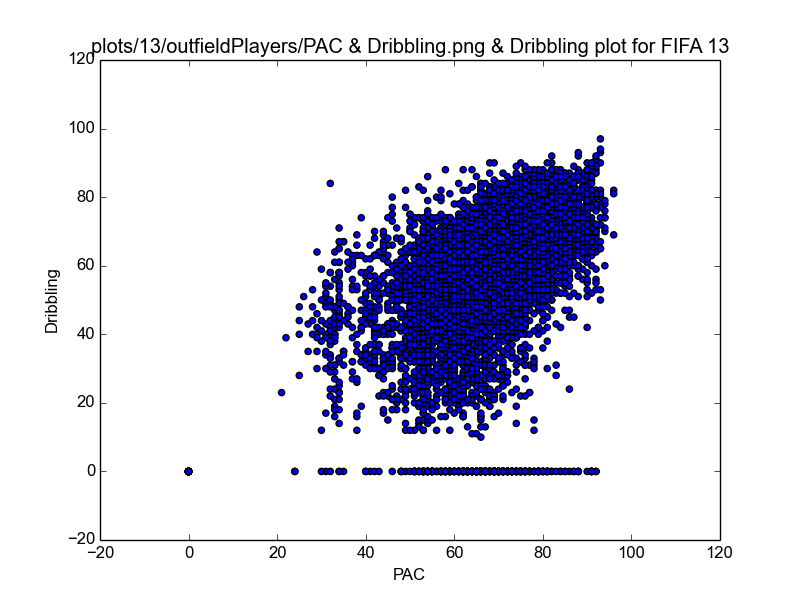 plots/13/outfieldPlayers/PAC & Dribbling.png & Dribbling plot for FIFA 13
120
100
80
60
40
20
0
−20
Dribbling
−20 0 20 40 60 80 100 120
PAC